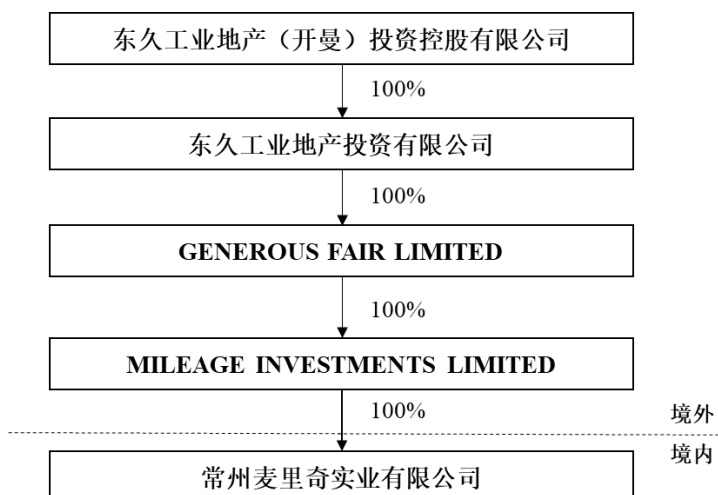 东久工业地产（开曼）投资控股有限公司
100%
东久工业地产投资有限公司
100%
GENEROUS FAIR LIMITED
100%
MILEAGE INVESTMENTS LIMITED
100%
境外
境内
常州麦里奇实业有限公司